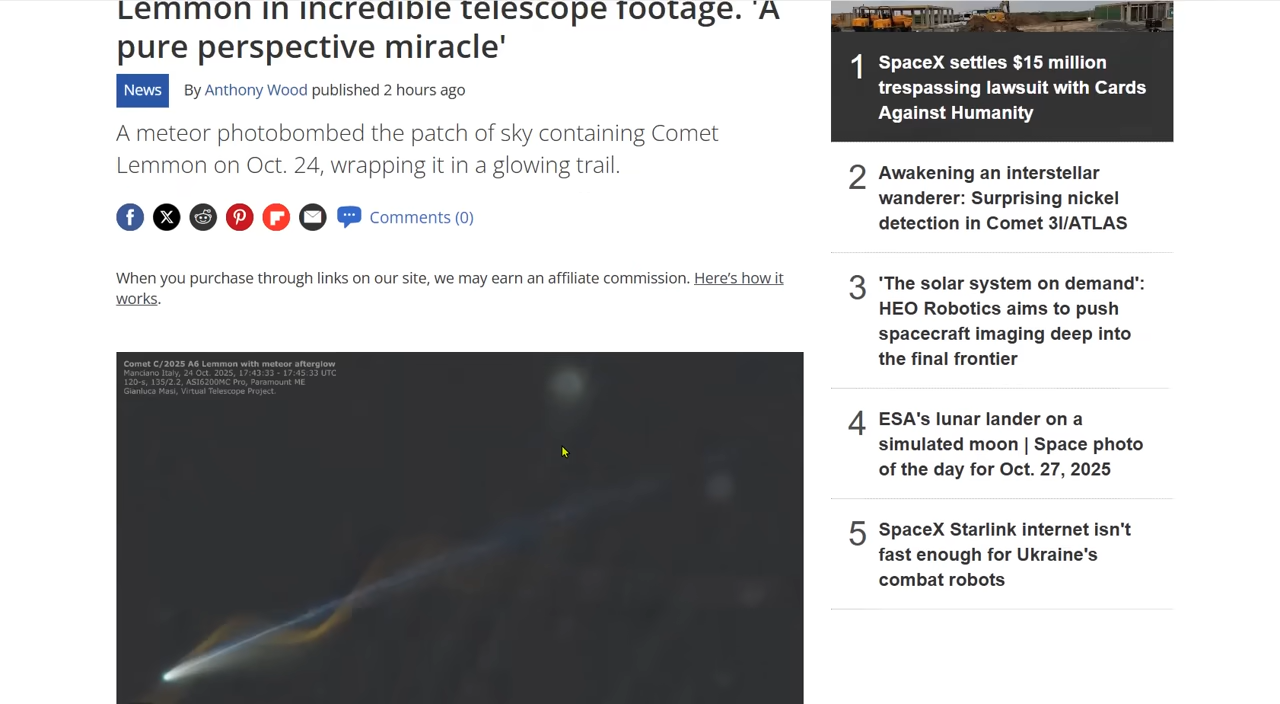 Lemmon in incredible telescope footage. 'A
pure perspective miracle'
News
By Anthony Wood published 2 hours ago
A meteor photobombed the patch of sky containing Comet
Lemmon on Oct. 24, wrapping it in a glowing trail.
Comments (0)
When you purchase through links on our site, we may earn an affiliate commission. Here's how it
works.
Comet C/2025 A6 Lemmon with meteor afterglow
Manciano Italy, 24 Oct. 2025, 17:43:33 - 17:45:33 UTC
120-s, 135/2.2, ASI6200MC Pro, Paramount ME
Gianluca Masi, Virtual Telescope Project.
1
SpaceX settles $15 million
trespassing lawsuit with Cards
Against Humanity
2
Awakening an interstellar
wanderer: Surprising nickel
detection in Comet 3I/ATLAS
3
'The solar system on demand':
HEO Robotics aims to push
spacecraft imaging deep into
the final frontier
4
ESA's lunar lander on a
simulated moon | Space photo
of the day for Oct. 27, 2025
5
SpaceX Starlink internet isn't
fast enough for Ukraine's
combat robots